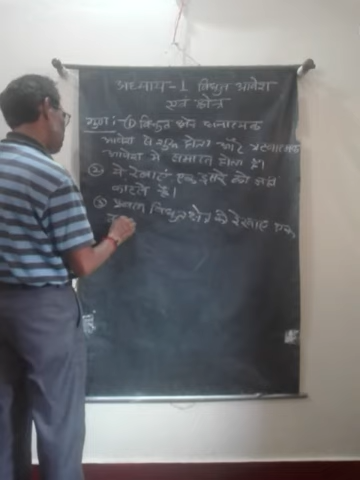 अध्याय-1 विद्युत आवेश
एवं क्षेत्र
गुण:- ① विद्युत क्षेत्र धनात्मक
आवेश से शुरू होता और ऋणात्मक
आवेश में समाप्त होता है।
② ये रेखाएं एक दूसरे को नहीं
काटते है।
③ प्रबल विद्युत क्षेत्र की रेखाएं एक